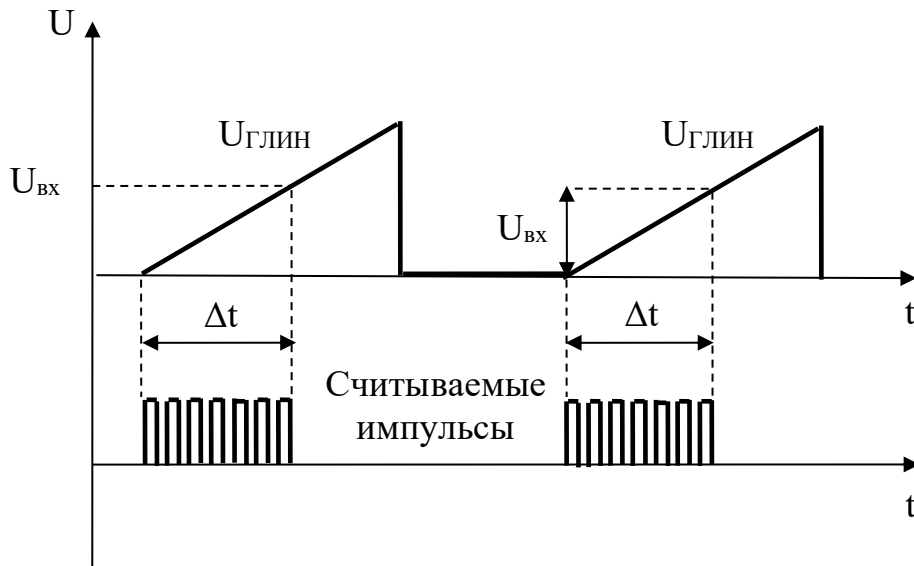 U
UГЛИН
UГЛИН
Uвх
Uвх
t
Δt
Δt
Считываемые
импульсы
t